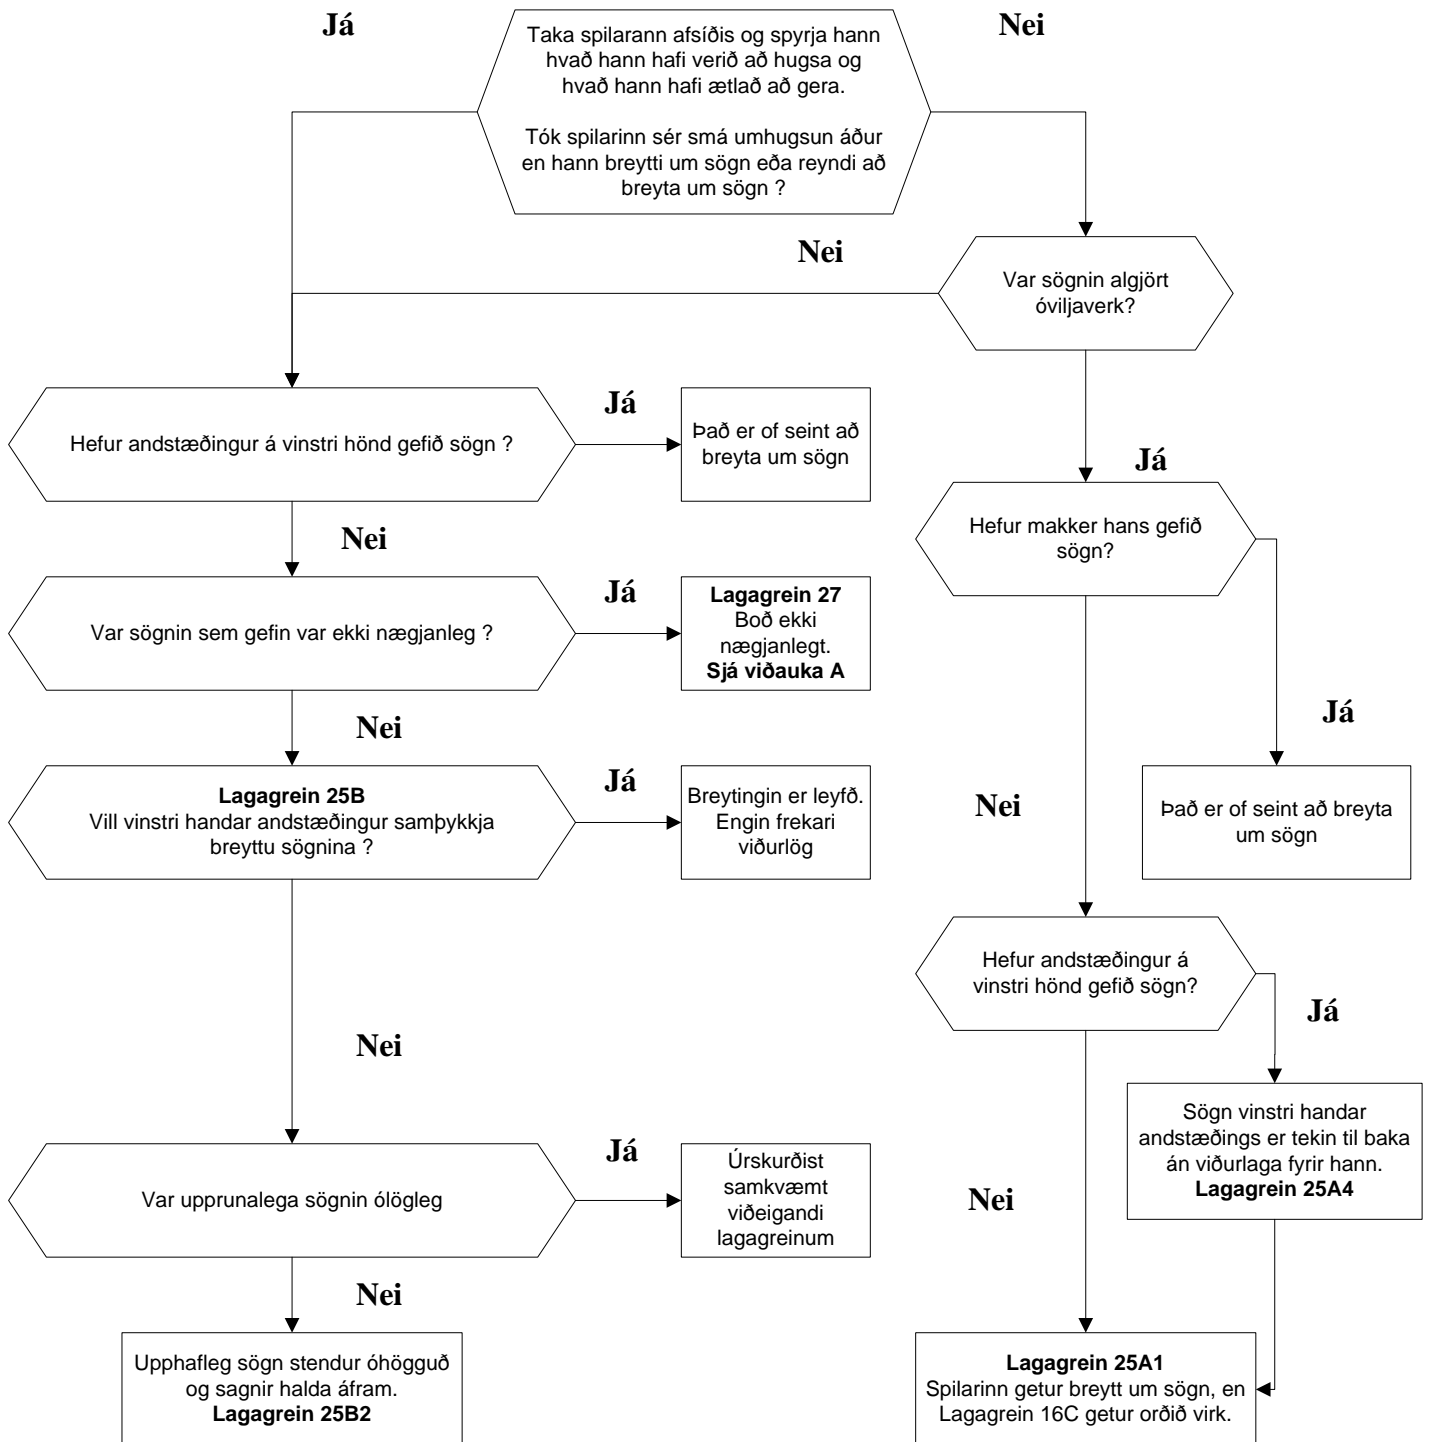 Já
Nei
Taka spilarann afsíðis og spyrja hann
hvað hann hafi verið að hugsa og
hvað hann hafi ætlað að gera.
Tók spilarinn sér smá umhugsun áður
en hann breytti um sögn eða reyndi að
breyta um sögn ?
Nei
Var sögnin algjört
óviljaverk?
Hefur andstæðingur á vinstri hönd gefið sögn ?
Já
Það er of seint að
breyta um sögn
Já
Hefur makker hans gefið
sögn?
Nei
Var sögnin sem gefin var ekki nægjanleg ?
Já
Lagagrein 27
Boð ekki
nægjanlegt.
Sjá viðauka A
Nei
Já
Það er of seint að breyta
um sögn
Lagagrein 25B
Vill vinstri handar andstæðingur samþykkja
breyttu sögnina ?
Já
Breytingin er leyfð.
Engin frekari
viðurlög
Nei
Hefur andstæðingur á
vinstri hönd gefið sögn?
Já
Nei
Sögn vinstri handar
andstæðings er tekin til baka
án viðurlaga fyrir hann.
Lagagrein 25A4
Var upprunalega sögnin ólögleg
Já
Úrskurðist
samkvæmt
viðeigandi
lagagreinum
Nei
Nei
Upphafleg sögn stendur óhögguð
og sagnir halda áfram.
Lagagrein 25B2
Lagagrein 25A1
Spilarinn getur breytt um sögn, en
Lagagrein 16C getur orðið virk.